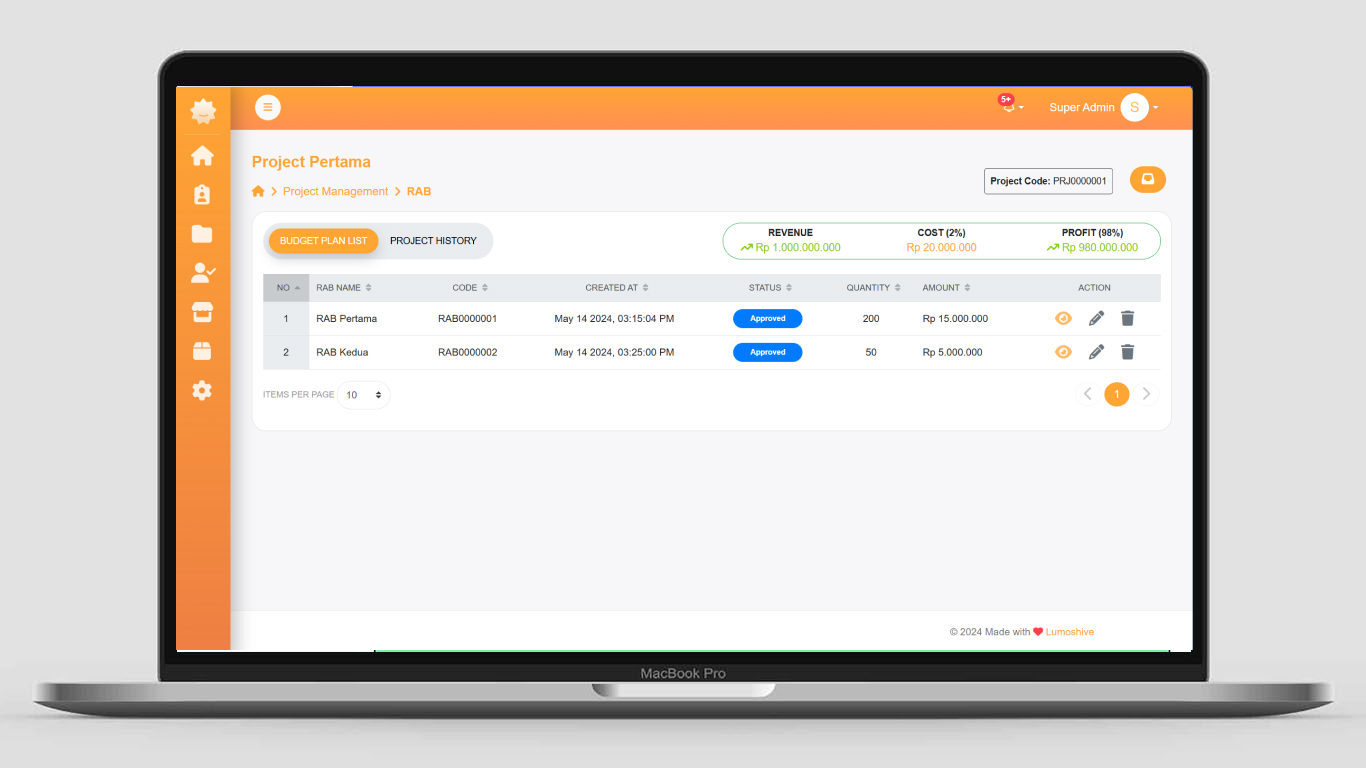 5+
Super Admin S
Project Pertama
Project Management RAB
Project Code: PRJ0000001
BUDGET PLAN LIST PROJECT HISTORY
REVENUE COST (2%) PROFIT (98%)
Rp 1.000.000.000 Rp 20.000.000 Rp 980.000.000
NO RAB NAME CODE CREATED AT STATUS QUANTITY AMOUNT ACTION
1 RAB Pertama RAB0000001 May 14 2024, 03:15:04 PM Approved 200 Rp 15.000.000
2 RAB Kedua RAB0000002 May 14 2024, 03:25:00 PM Approved 50 Rp 5.000.000
ITEMS PER PAGE 10 1
© 2024 Made with Lumoshive
MacBook Pro